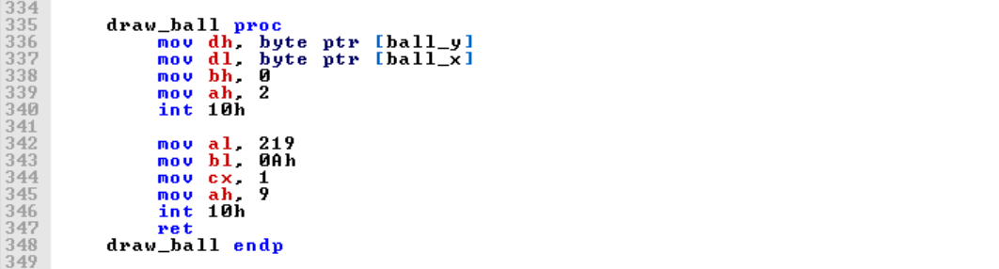 334
335 draw_ball proc
336 mov dh, byte ptr [ball_y]
337 mov dl, byte ptr [ball_x]
338 mov bh, 0
339 mov ah, 2
340 int 10h
341
342 mov al, 219
343 mov bl, 0Ah
344 mov cx, 1
345 mov ah, 9
346 int 10h
347 ret
348 draw_ball endp
349